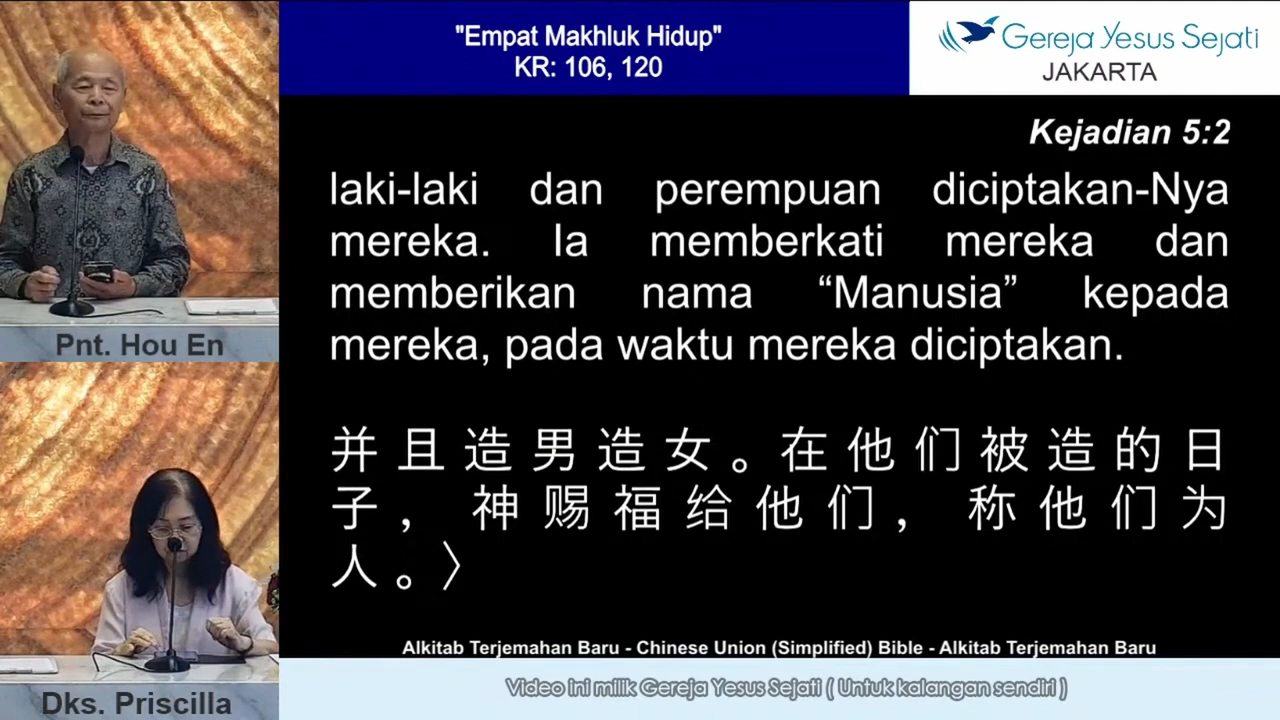 "Empat Makhluk Hidup"
KR: 106, 120
Gereja Yesus Sejati
JAKARTA
Kejadian 5:2
laki-laki dan perempuan diciptakan-Nya
mereka. Ia memberkati mereka dan
memberikan nama “Manusia” kepada
mereka, pada waktu mereka diciptakan.
并且造男造女。在他们被造的日
子，神赐福给他们，称他们为
人。〉
Alkitab Terjemahan Baru - Chinese Union (Simplified) Bible - Alkitab Terjemahan Baru
Pnt. Hou En
Dks. Priscilla
Video ini milik Gereja Yesus Sejati ( Untuk kalangan sendiri )